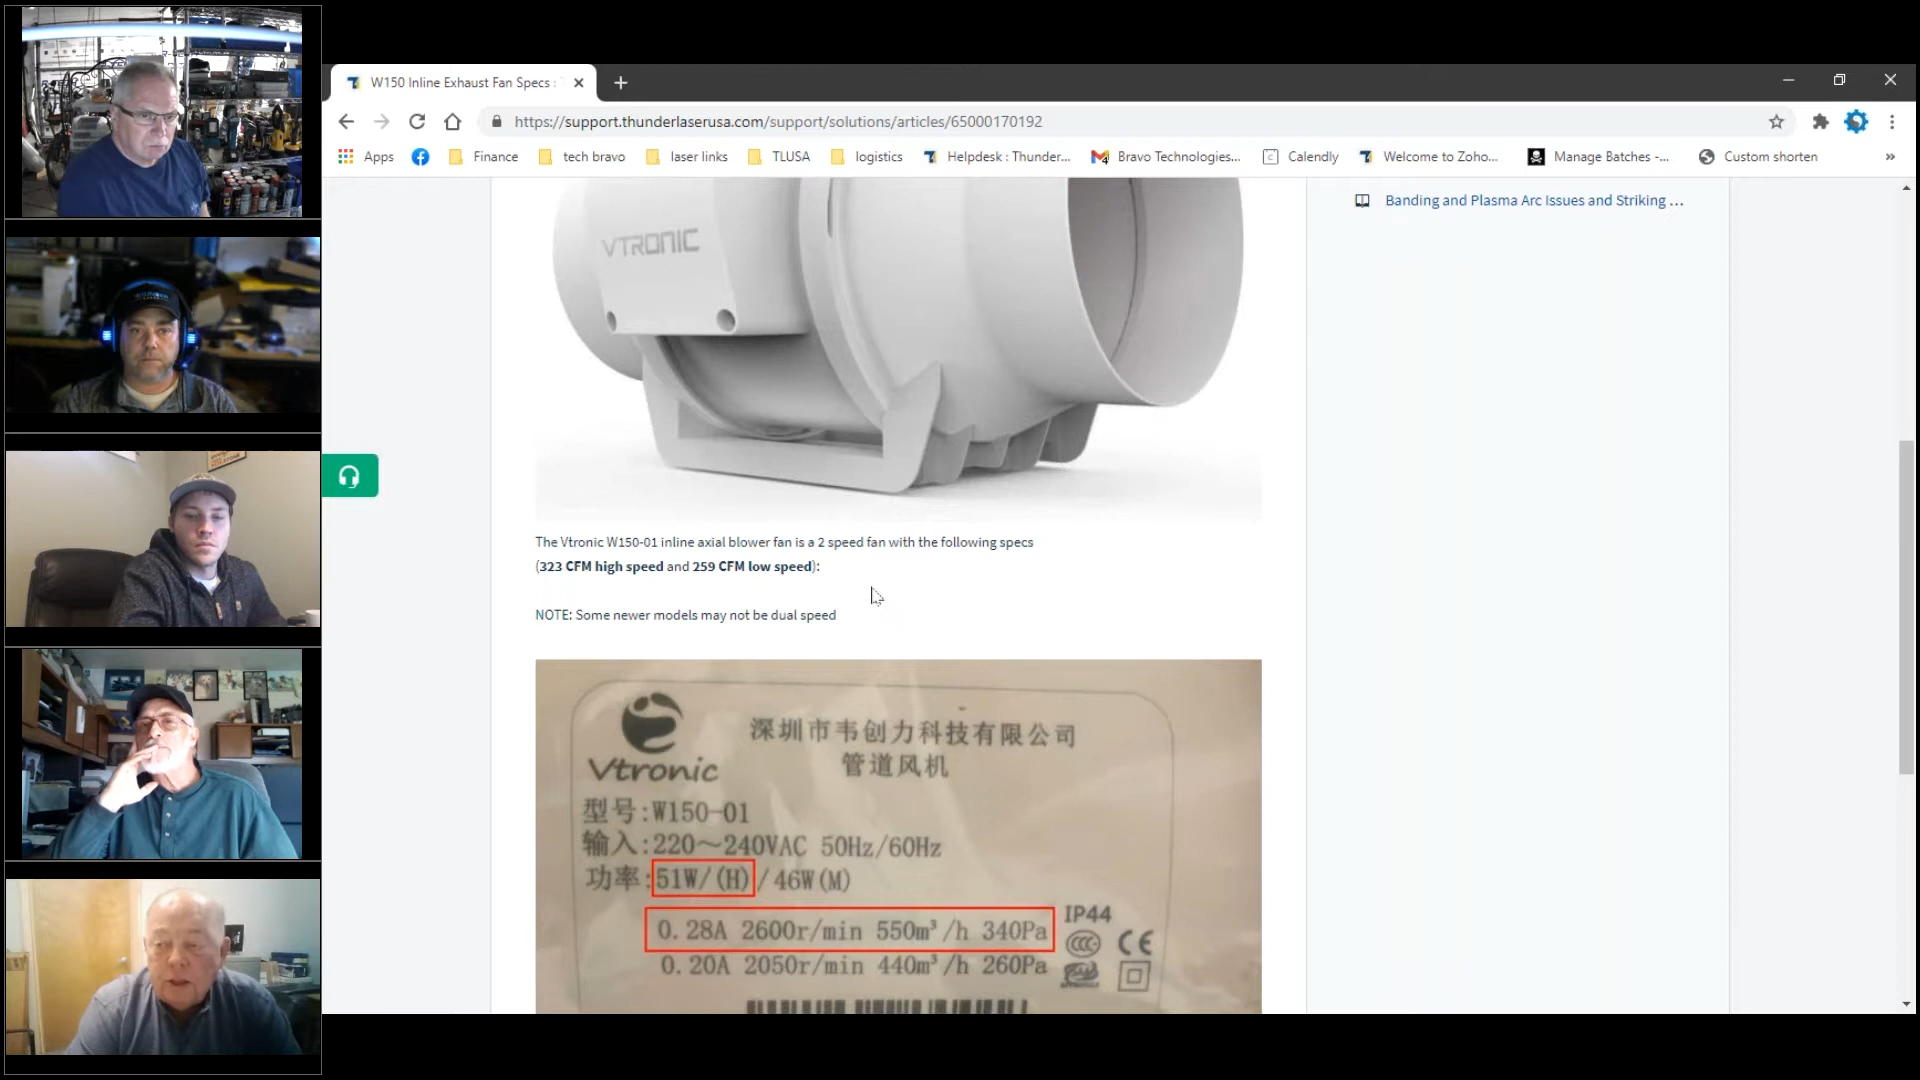 W150 Inline Exhaust Fan Specs :
https://support.thunderlaserusa.com/support/solutions/articles/65000170192
Apps
Finance
tech bravo
laser links
TLUSA
logistics
Helpdesk : Thunder...
Bravo Technologies...
Calendly
Welcome to Zoho...
Manage Batches -...
Custom shorten
»
Banding and Plasma Arc Issues and Striking ...
VTRONIC
The Vtronic W150-01 inline axial blower fan is a 2 speed fan with the following specs
(323 CFM high speed and 259 CFM low speed):
NOTE: Some newer models may not be dual speed
深圳市韦创力科技有限公司
Vtronic
管道风机
型号:W150-01
输入:220～240VAC 50Hz/60Hz
功率:51W/(H)/46W(M)
0.28A 2600r/min 550m³/h 340Pa
IP44
CCC CE
0.20A 2050r/min 440m³/h 260Pa